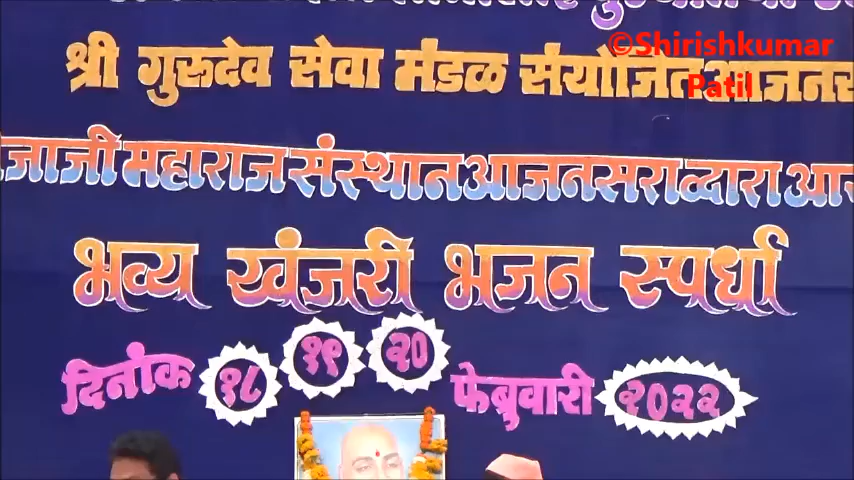 ©Shirishkumar Patil
श्री गुरूदेव सेवा मंडळ संयोजित आजनस
जाजी महाराज संस्थान आजनसराव्दारा आ
भव्य खंजरी भजन स्पर्धा
दिनांक १८ १९ २० फेब्रुवारी २०२२